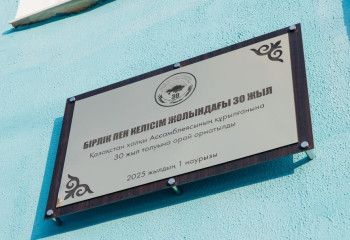 30
БІРЛІК ПЕН КЕЛІСІМ ЖОЛЫНДАҒЫ 30 ЖЫЛ
Қазақстан халқы Ассамблеясының құрылғанына
30 жыл толуына орай орнатылды
2025 жылдың 1 наурызы